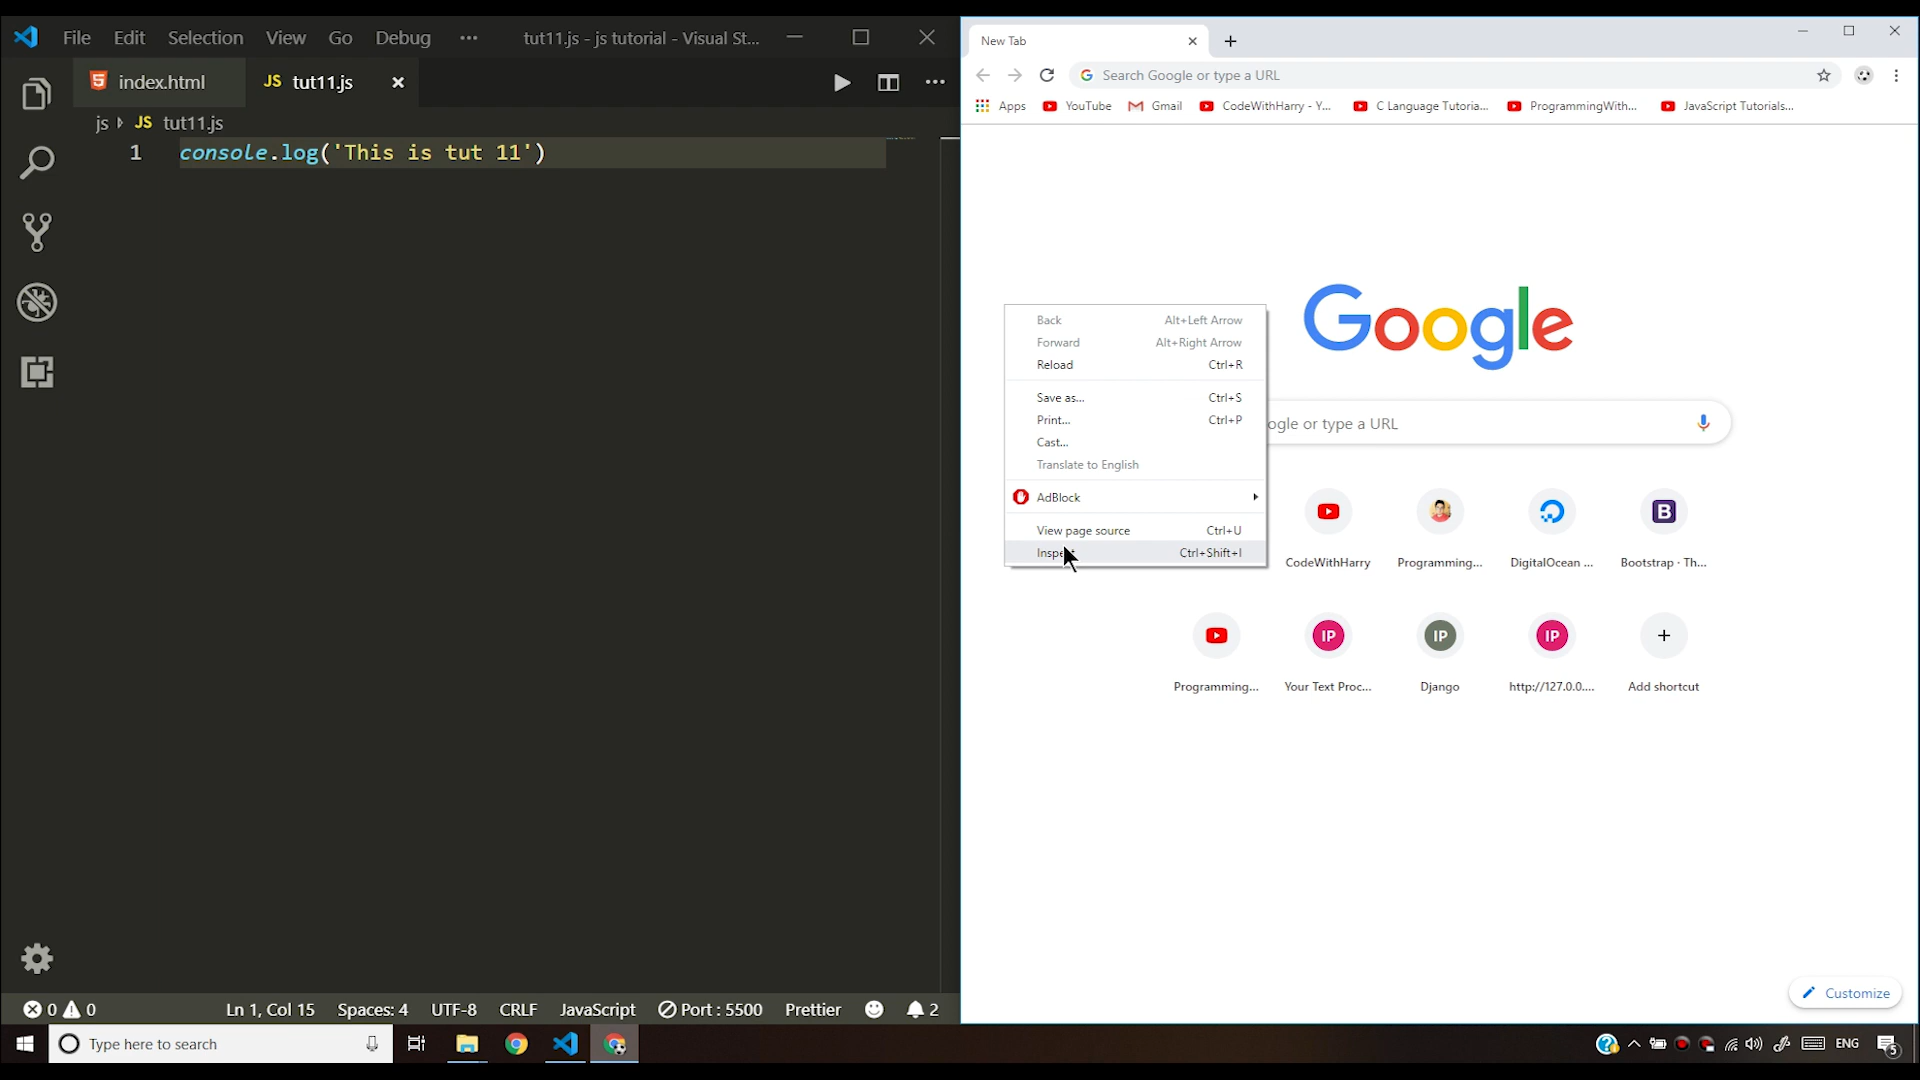 File Edit Selection View Go Debug ··· tut11.js - js tutorial - Visual St...
index.html JS tut11.js
js JS tut11.js
1 console.log('This is tut 11')
0 0 Ln 1, Col 15 Spaces: 4 UTF-8 CRLF JavaScript Port : 5500 Prettier 2
New Tab
Search Google or type a URL
Apps YouTube Gmail CodeWithHarry - Y... C Language Tutoria... ProgrammingWith... JavaScript Tutorials...
Google
Back Alt+Left Arrow
Forward Alt+Right Arrow
Reload Ctrl+R
Save as... Ctrl+S
Print... Ctrl+P
Cast...
Translate to English
AdBlock
View page source Ctrl+U
Inspect Ctrl+Shift+I
ogle or type a URL
B
CodeWithHarry Programming... DigitalOcean ... Bootstrap · Th...
IP IP IP
Programming... Your Text Proc... Django http://127.0.0.... Add shortcut
Customize
Type here to search
ENG 5